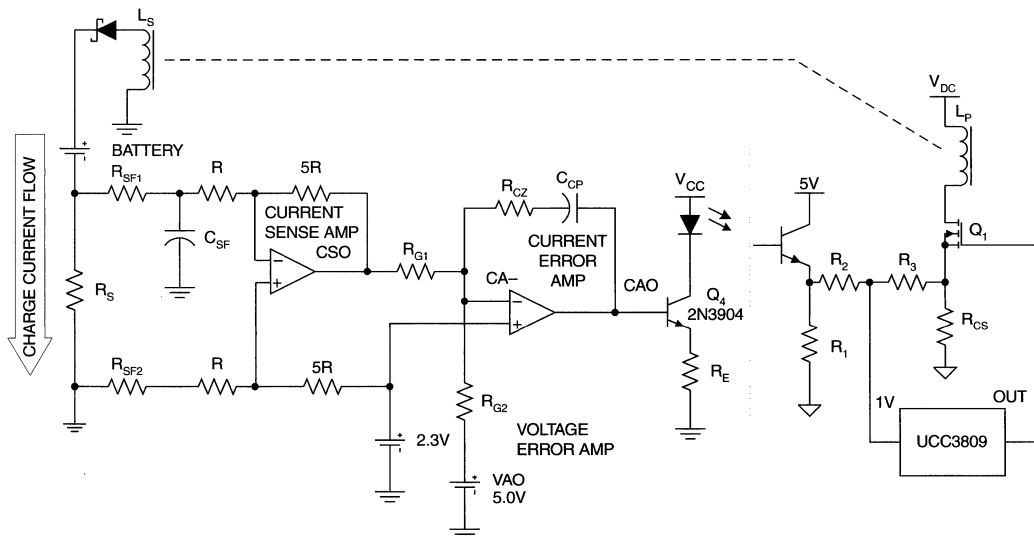 L_S
V_DC
L_P
BATTERY
CHARGE CURRENT FLOW
R_SF1
R
5R
C_SF
CURRENT
SENSE AMP
CSO
R_CZ
C_CP
V_CC
5V
Q_1
R_G1
CURRENT
ERROR
AMP
CA–
CAO
Q_4
2N3904
R_2
R_3
R_S
R_CS
R_1
R_SF2
R
5R
R_E
R_G2
1V
OUT
UCC3809
2.3V
VOLTAGE
ERROR AMP
VAO
5.0V